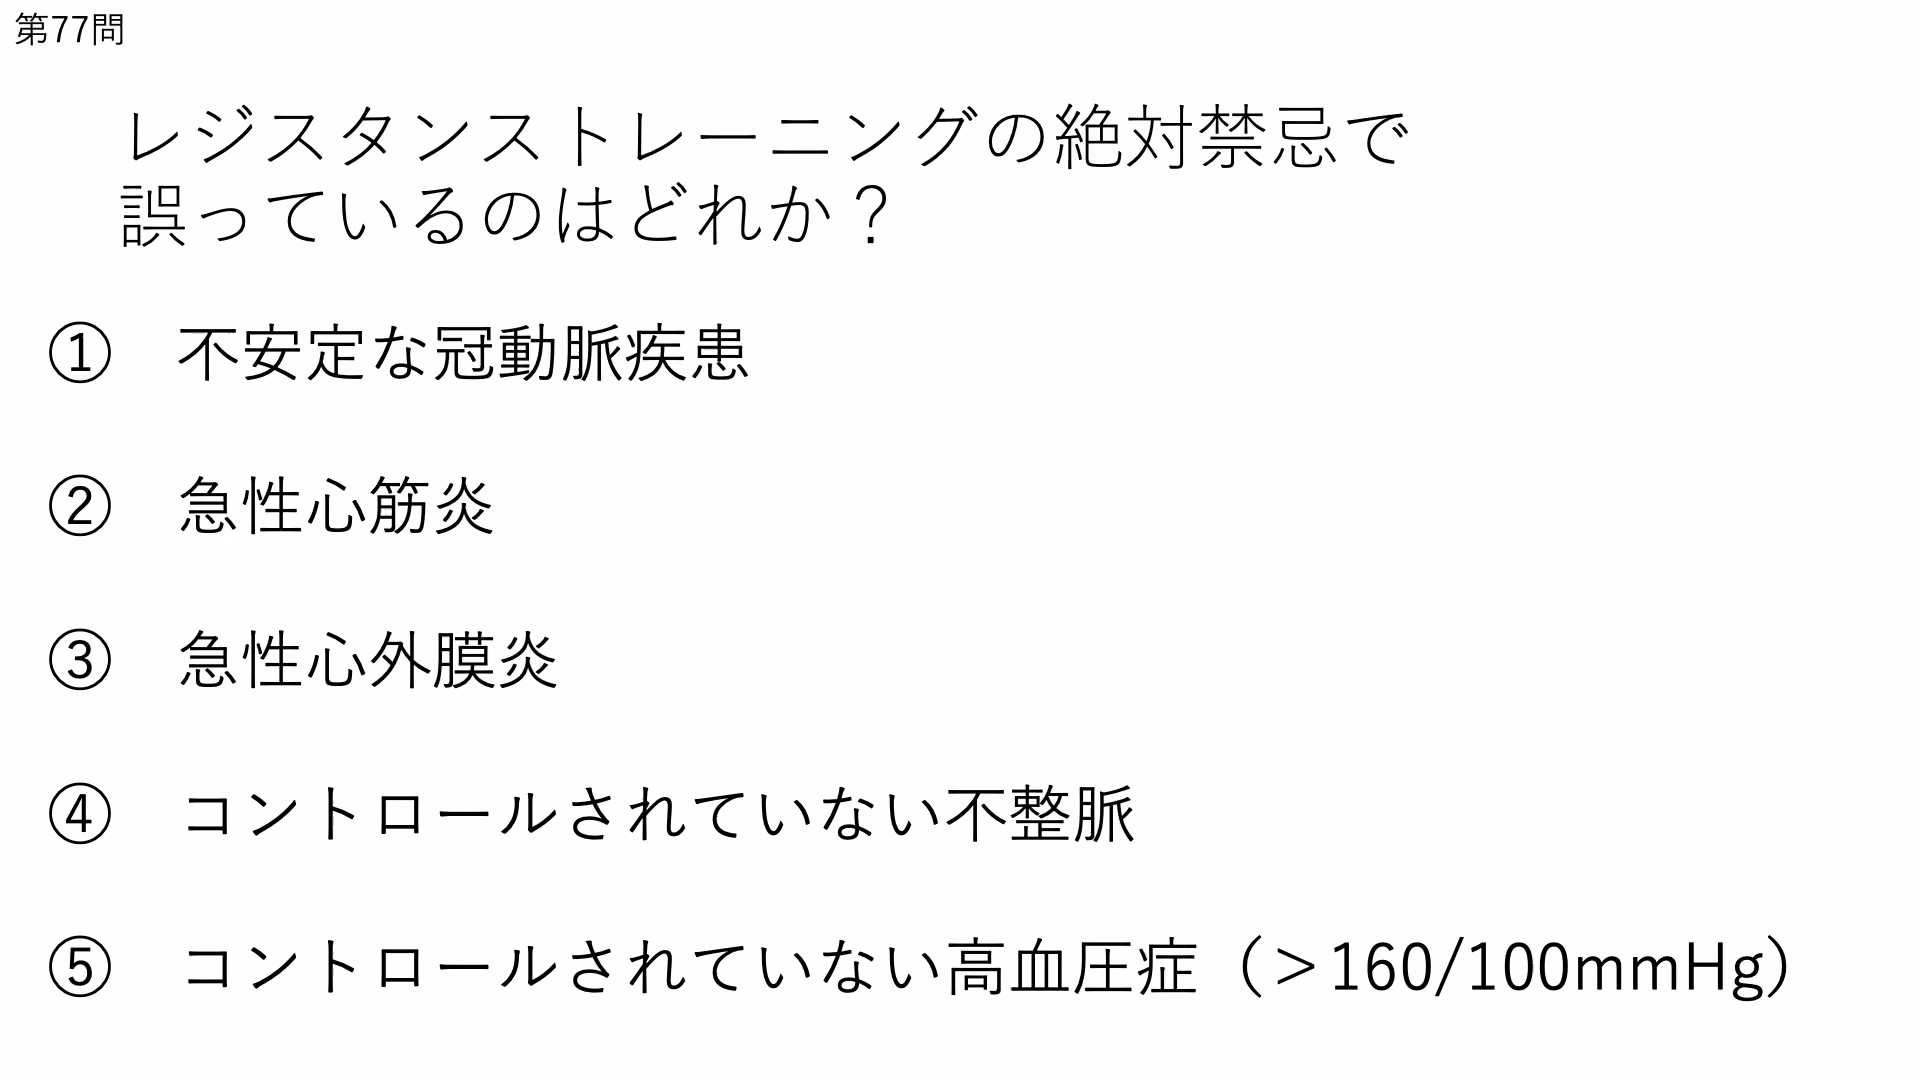 第77問
レジスタンストレーニングの絶対禁忌で
誤っているのはどれか？
① 不安定な冠動脈疾患
② 急性心筋炎
③ 急性心外膜炎
④ コントロールされていない不整脈
⑤ コントロールされていない高血圧症（＞160/100mmHg）